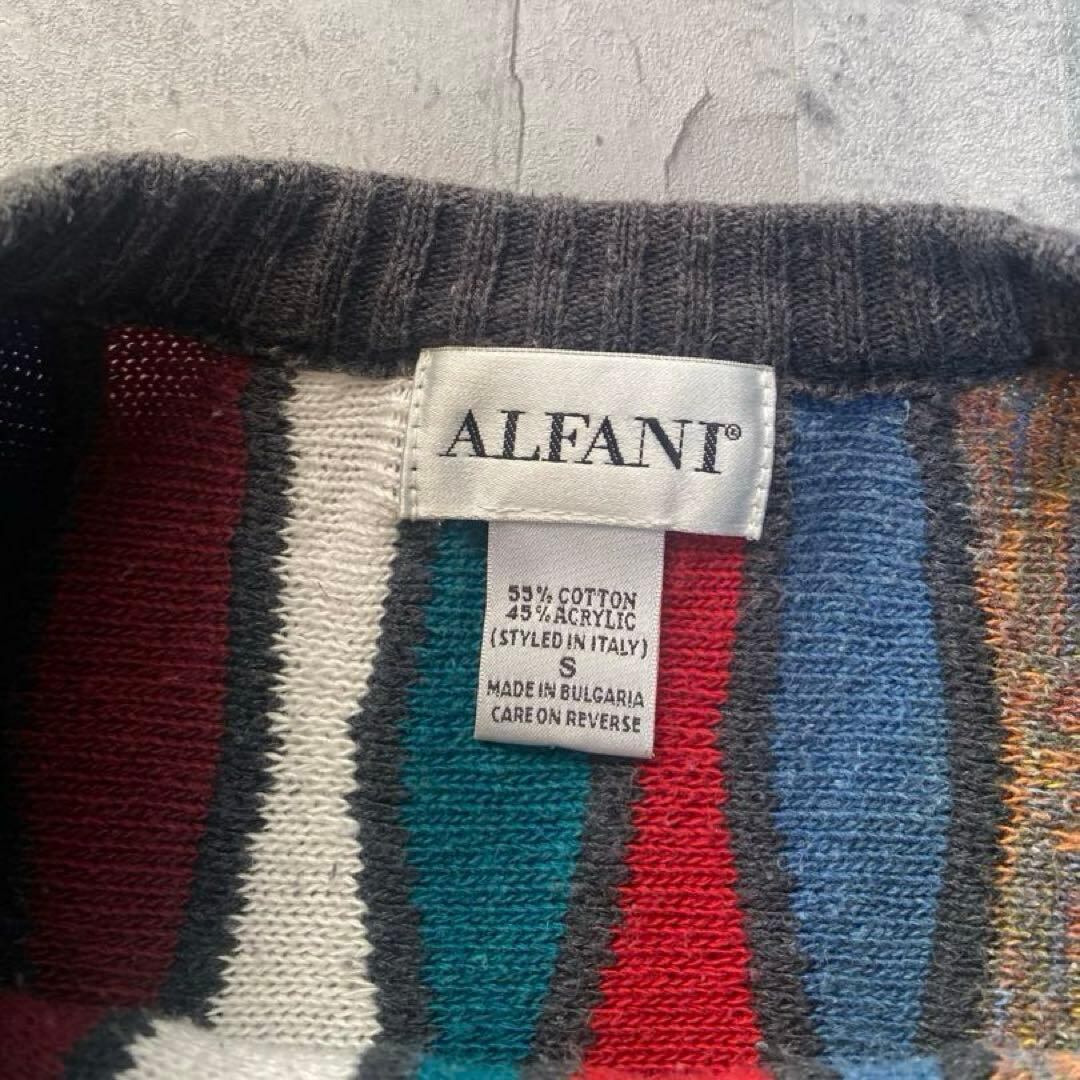 ALFANI®
55% COTTON
45% ACRYLIC
(STYLED IN ITALY)
S
MADE IN BULGARIA
CARE ON REVERSE